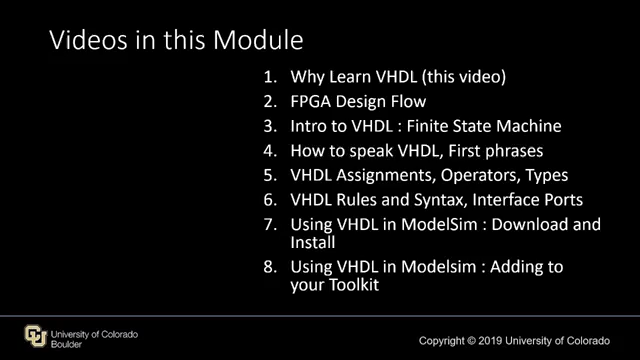 Videos in this Module
1. Why Learn VHDL (this video)
2. FPGA Design Flow
3. Intro to VHDL : Finite State Machine
4. How to speak VHDL, First phrases
5. VHDL Assignments, Operators, Types
6. VHDL Rules and Syntax, Interface Ports
7. Using VHDL in ModelSim : Download and
Install
8. Using VHDL in Modelsim : Adding to
your Toolkit
CU
University of Colorado
Boulder
Copyright © 2019 University of Colorado